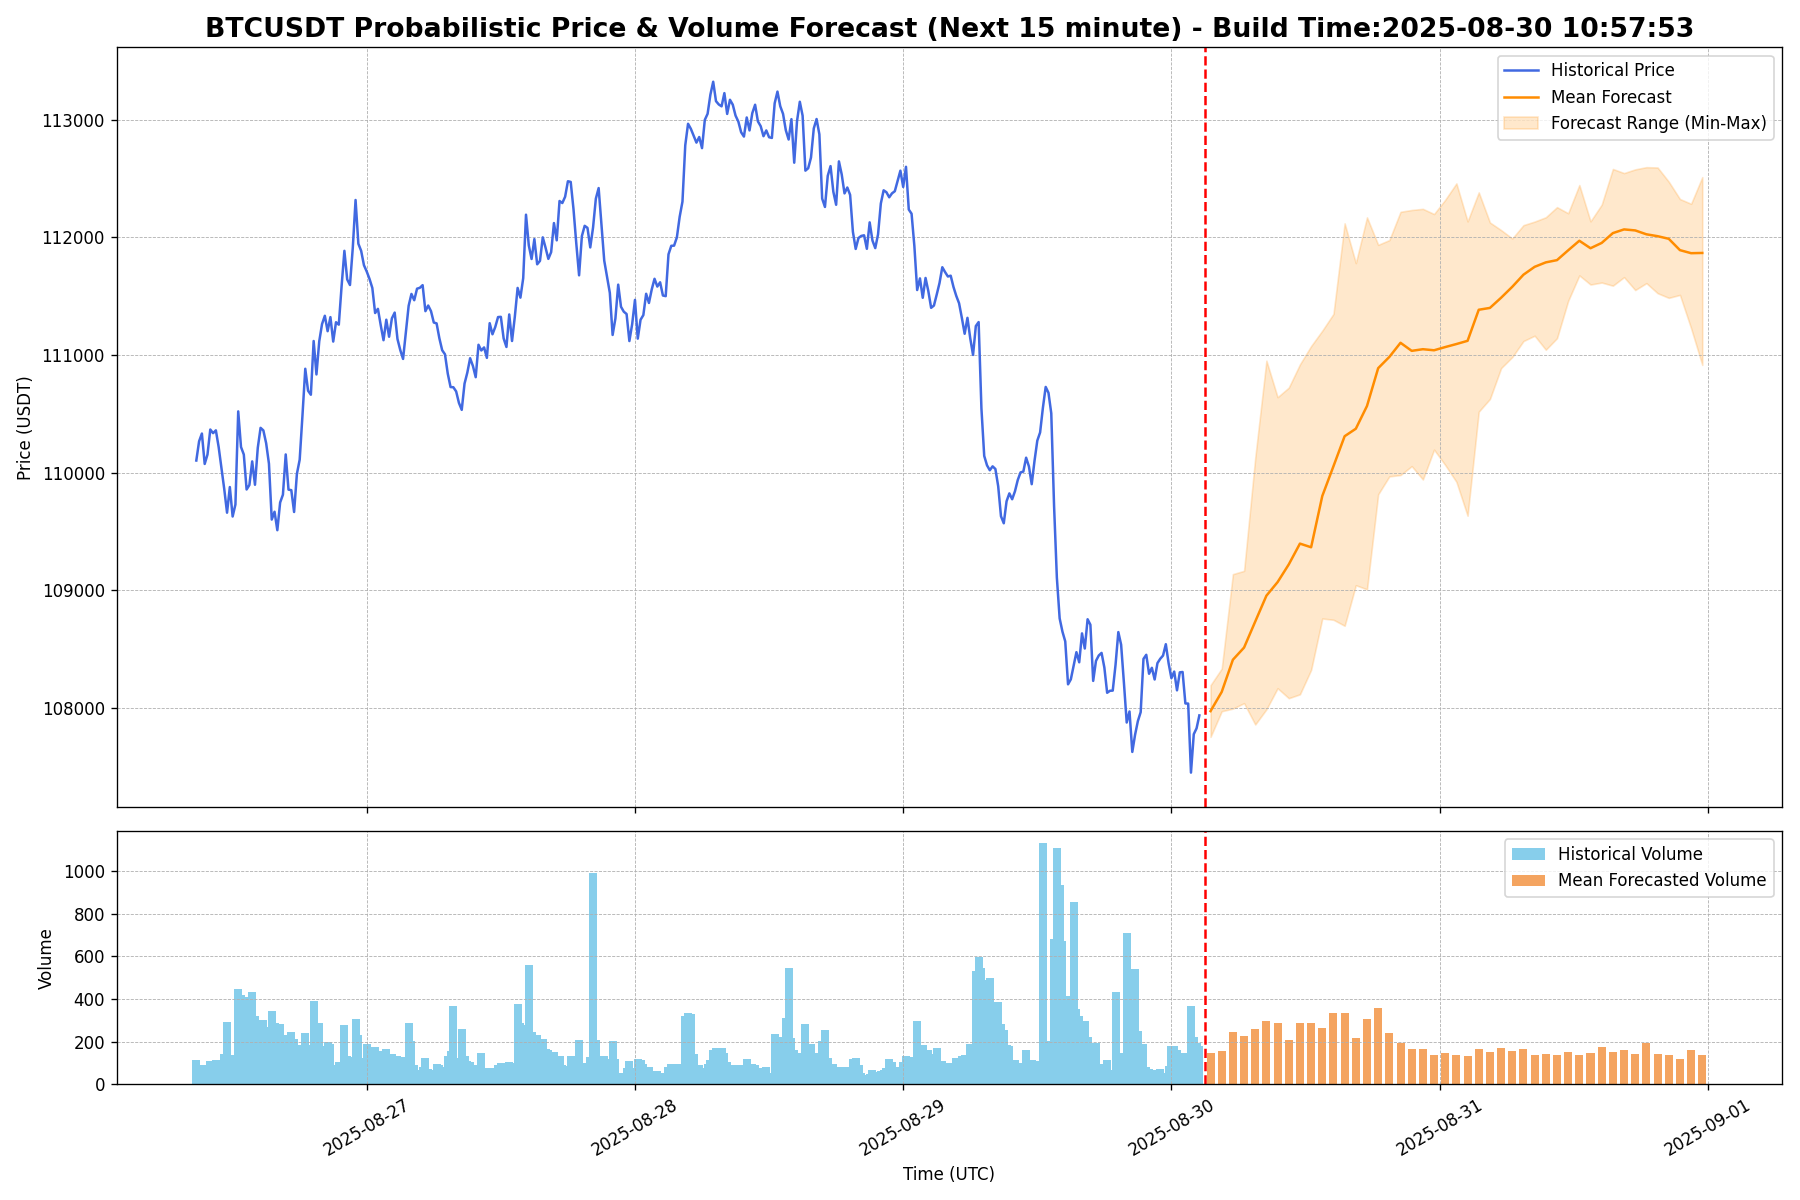 BTCUSDT Probabilistic Price & Volume Forecast (Next 15 minute) - Build Time:2025-08-30 10:57:53
Historical Price
Mean Forecast
Forecast Range (Min-Max)
113000
112000
111000
110000
109000
108000
Price (USDT)
Historical Volume
Mean Forecasted Volume
1000
800
600
400
200
0
Volume
2025-08-27
2025-08-28
2025-08-29
2025-08-30
2025-08-31
2025-09-01
Time (UTC)